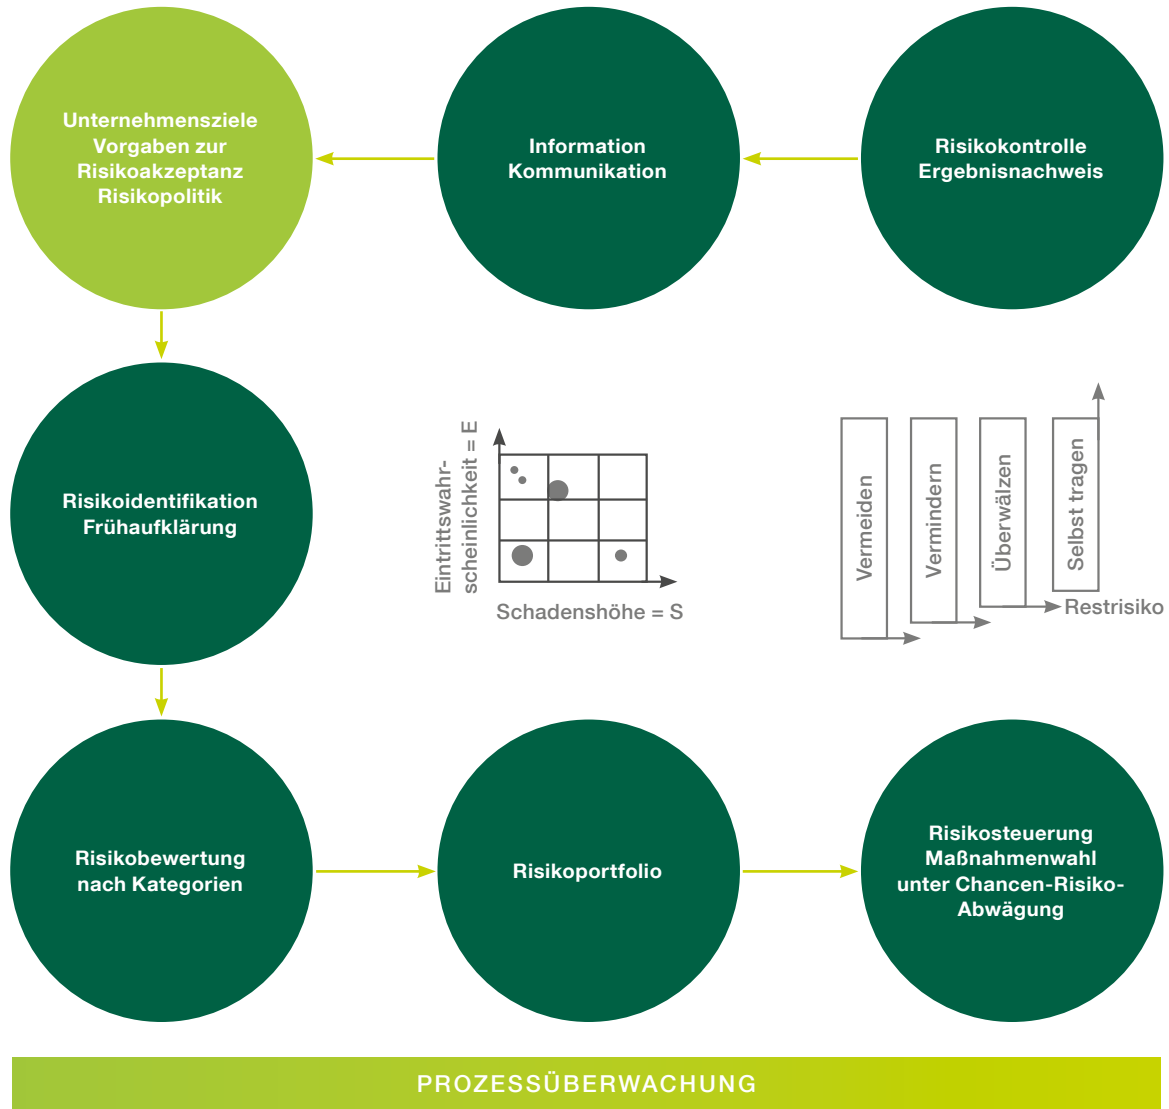 Unternehmensziele
Vorgaben zur
Risikoakzeptanz
Risikopolitik
Information
Kommunikation
Risikokontrolle
Ergebnisnachweis
Risikoidentifikation
Frühaufklärung
Eintrittswahr-
scheinlichkeit = E
Schadenshöhe = S
Vermeiden
Vermindern
Überwälzen
Selbst tragen
Restrisiko
Risikobewertung
nach Kategorien
Risikoportfolio
Risikosteuerung
Maßnahmenwahl
unter Chancen-Risiko-
Abwägung
PROZESSÜBERWACHUNG